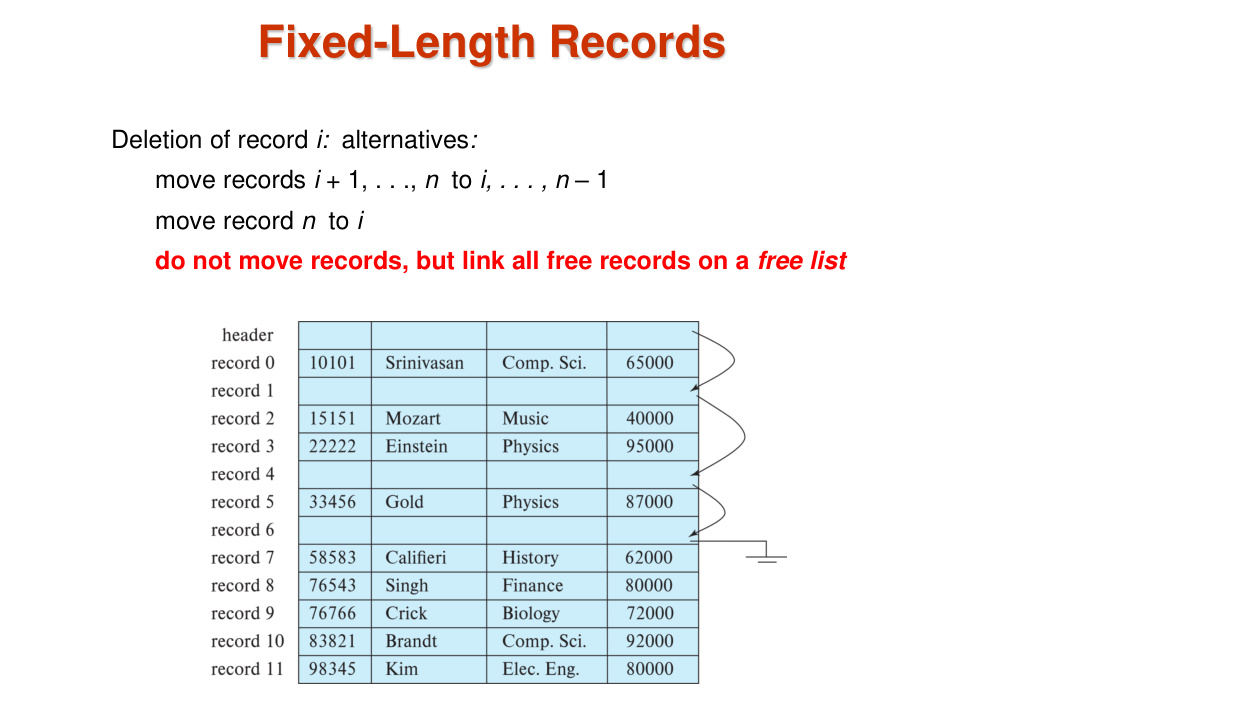 Fixed-Length Records
Deletion of record i: alternatives:
move records i + 1, . . ., n to i, . . . , n – 1
move record n to i
do not move records, but link all free records on a free list
header
record 0 10101 Srinivasan Comp. Sci. 65000
record 1
record 2 15151 Mozart Music 40000
record 3 22222 Einstein Physics 95000
record 4
record 5 33456 Gold Physics 87000
record 6
record 7 58583 Califieri History 62000
record 8 76543 Singh Finance 80000
record 9 76766 Crick Biology 72000
record 10 83821 Brandt Comp. Sci. 92000
record 11 98345 Kim Elec. Eng. 80000